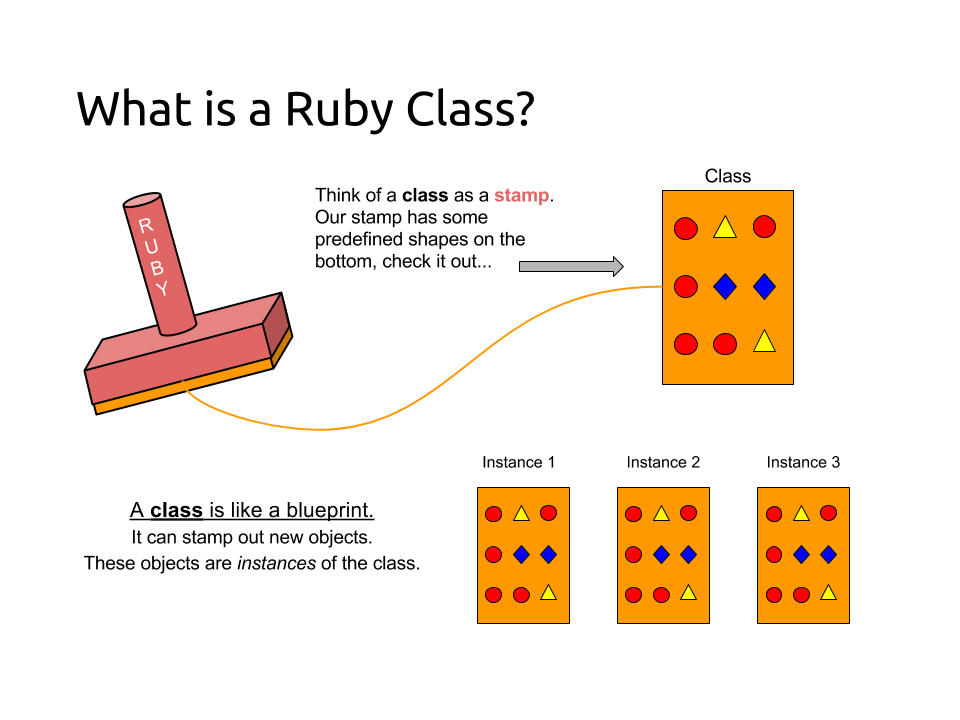 What is a Ruby Class?
Class
Think of a class as a stamp.
Our stamp has some
predefined shapes on the
bottom, check it out...
R
U
B
Y
Instance 1
Instance 2
Instance 3
A class is like a blueprint.
It can stamp out new objects.
These objects are instances of the class.